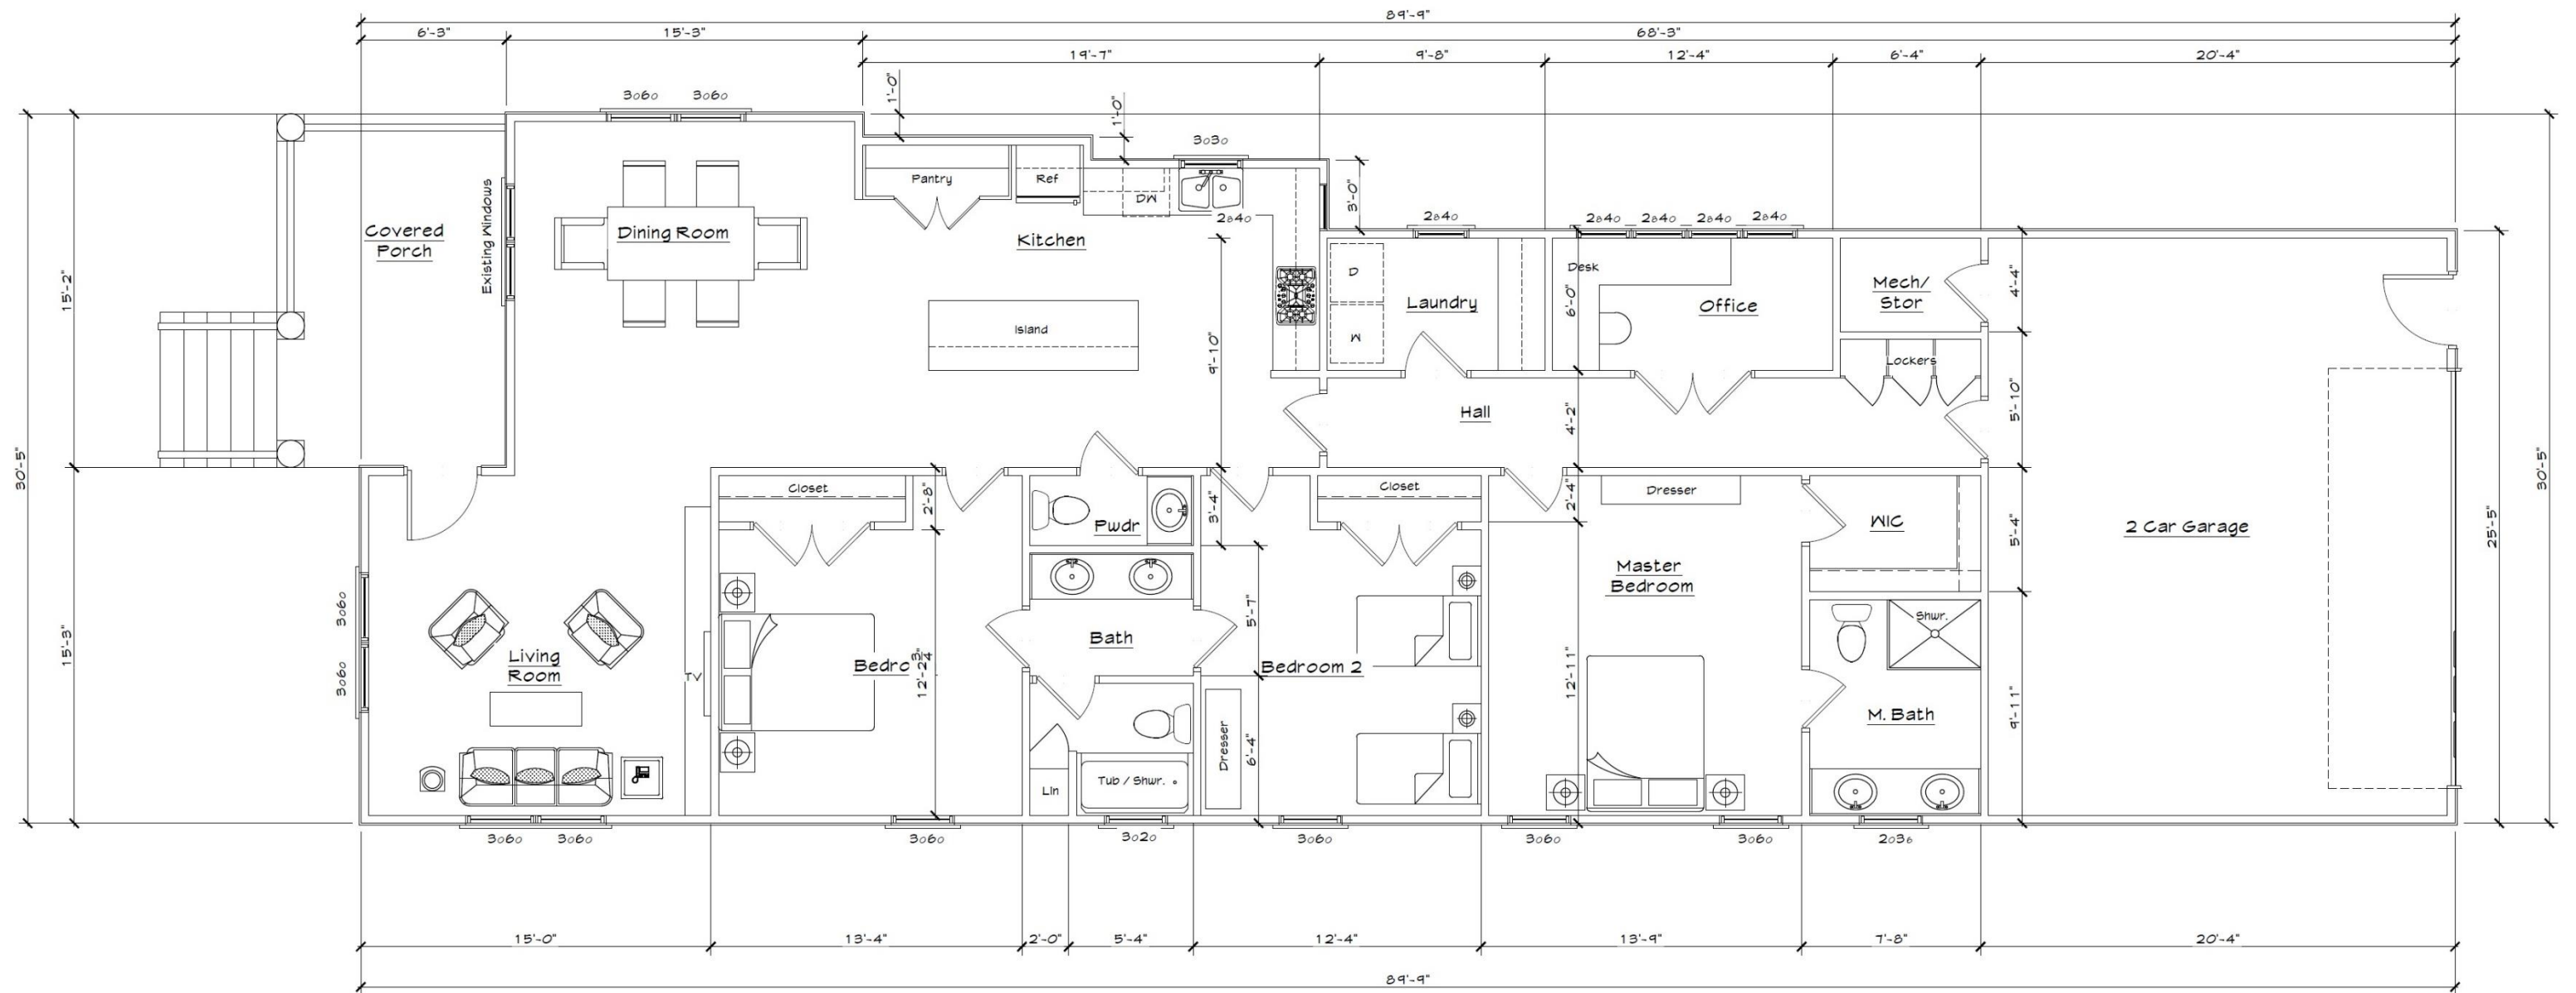 89'-9"
6'-3" 15'-3" 68'-3"
19'-7" 9'-8" 12'-4" 6'-4" 20'-4"
1'-0"
1'-0"
3060 3060
3030
Pantry
Ref
DW
2840
2840
2840 2840 2840 2840
3'-0"
Covered
Porch
Existing Windows
Dining Room
Kitchen
Island
D
W
Laundry
Desk
6'-0"
Office
Mech/
Stor
4'-4"
Lockers
15'-2"
30'-5"
9'-10"
Hall
4'-2"
5'-10"
30'-5"
25'-5"
Closet
2'-8"
Pwdr
3'-4"
Closet
2'-4"
Dresser
WIC
5'-4"
2 Car Garage
Master
Bedroom
3060
3060
15'-3"
Living
Room
TV
Bedro
12'-2 3/4
Bath
5'-7"
Bedroom 2
12'-11"
Shwr.
M. Bath
9'-11"
Dresser
6'-4"
Lin
Tub / Shwr.
3060 3060
3060
3020
3060
3060
3060
2036
15'-0" 13'-4" 2'-0" 5'-4" 12'-4" 13'-9" 7'-8" 20'-4"
89'-9"